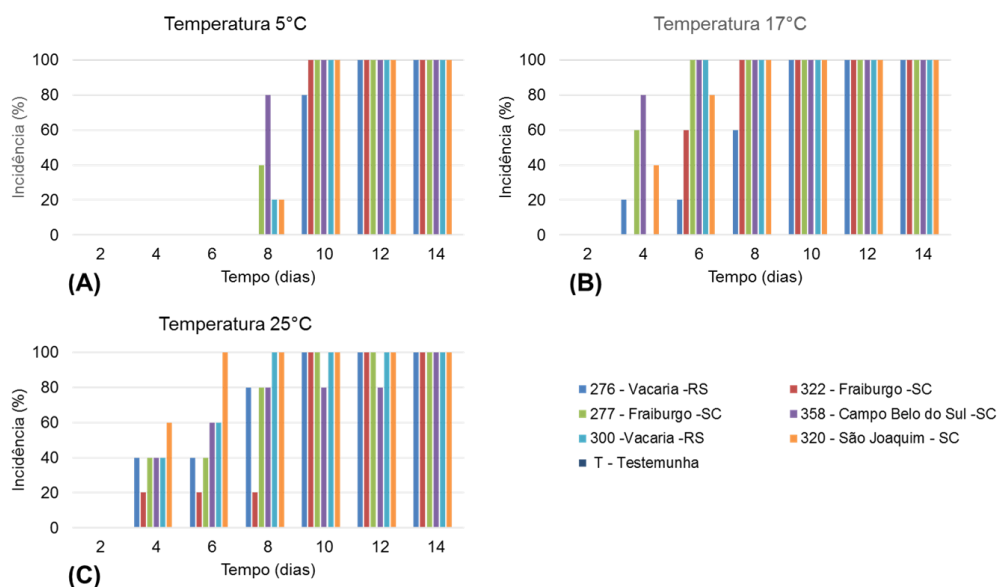 Temperatura 5°C
Incidência (%)
100
80
60
40
20
0
2 4 6 8 10 12 14
Tempo (dias)
(A)
Temperatura 17°C
Incidência (%)
100
80
60
40
20
0
2 4 6 8 10 12 14
Tempo (dias)
(B)
Temperatura 25°C
Incidência (%)
100
80
60
40
20
0
2 4 6 8 10 12 14
Tempo (dias)
(C)
276 - Vacaria -RS
322 - Fraiburgo -SC
277 - Fraiburgo -SC
358 - Campo Belo do Sul -SC
300 -Vacaria -RS
320 - São Joaquim - SC
T - Testemunha